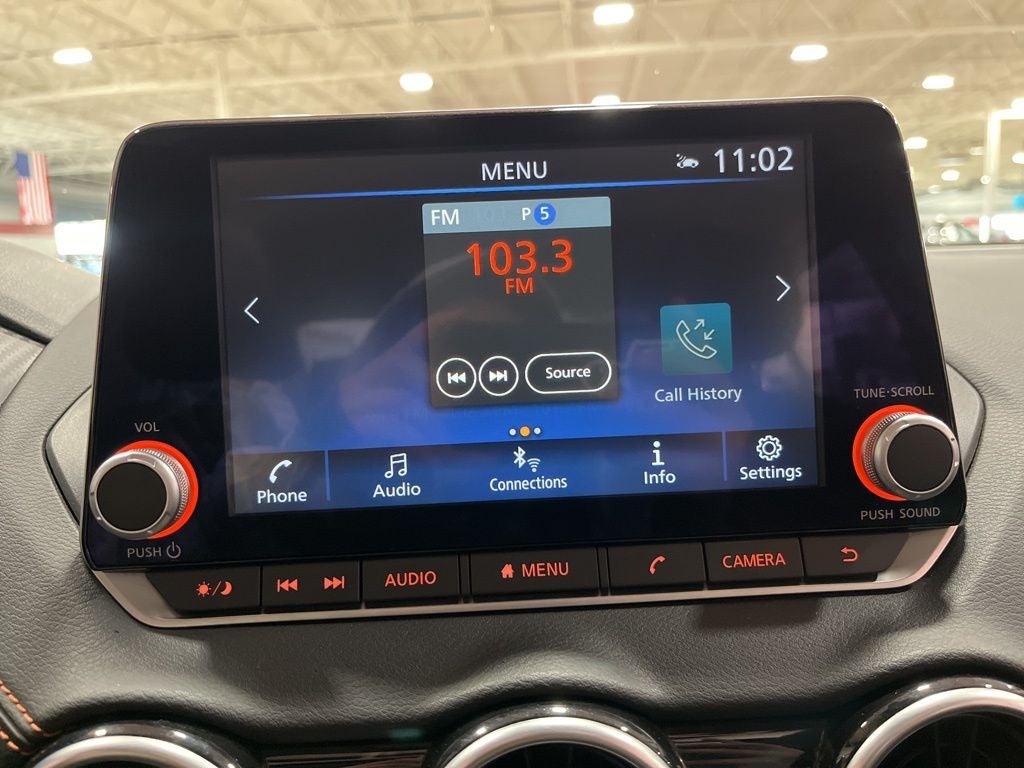 MENU
11:02
FM P 5
103.3
FM
Source
Call History
Phone
Audio
Connections
Info
Settings
VOL
PUSH
TUNE·SCROLL
PUSH SOUND
AUDIO
MENU
CAMERA